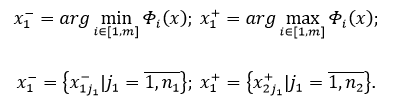 x₁⁻ = arg min_{i∈[1,m]} Φᵢ(x); x₁⁺ = arg max_{i∈[1,m]} Φᵢ(x);
x₁⁻ = {x⁻_{1j₁}|j₁ = \overline{1, n₁}}; x₁⁺ = {x⁺_{2j₁}|j₁ = \overline{1, n₂}}.